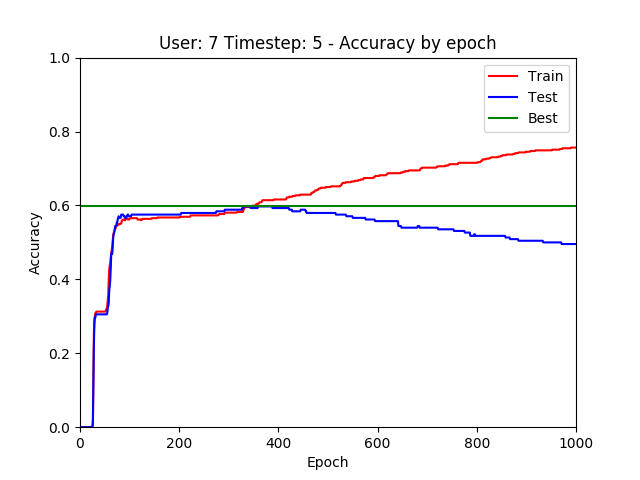 User: 7 Timestep: 5 - Accuracy by epoch
1.0
0.8
0.6
0.4
0.2
0.0
Accuracy
Train
Test
Best
0 200 400 600 800 1000
Epoch